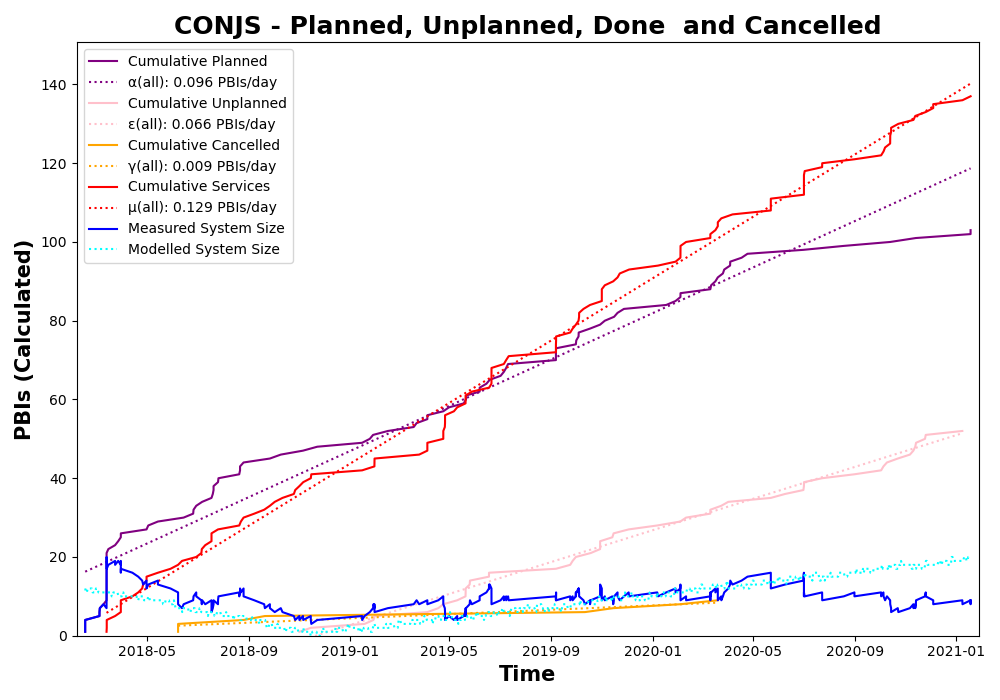 CONJS - Planned, Unplanned, Done  and Cancelled
Cumulative Planned
α(all): 0.096 PBIs/day
Cumulative Unplanned
ε(all): 0.066 PBIs/day
Cumulative Cancelled
γ(all): 0.009 PBIs/day
Cumulative Services
μ(all): 0.129 PBIs/day
Measured System Size
Modelled System Size
PBIs (Calculated)
140
120
100
80
60
40
20
0
2018-05 2018-09 2019-01 2019-05 2019-09 2020-01 2020-05 2020-09 2021-01
Time